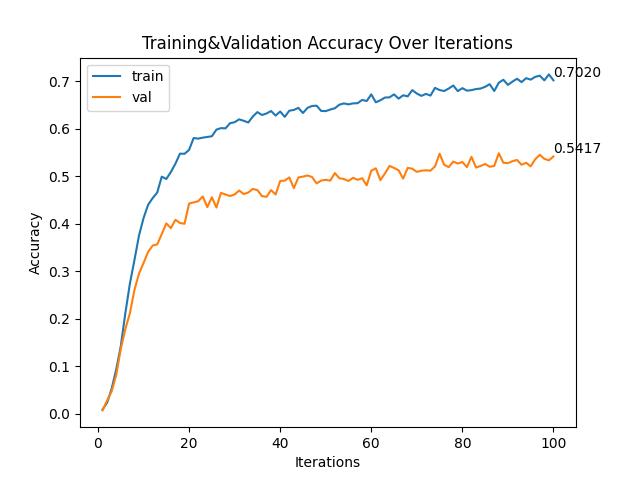 Training&Validation Accuracy Over Iterations
train
val
0.7020
0.5417
0.7
0.6
0.5
0.4
0.3
0.2
0.1
0.0
Accuracy
0 20 40 60 80 100
Iterations